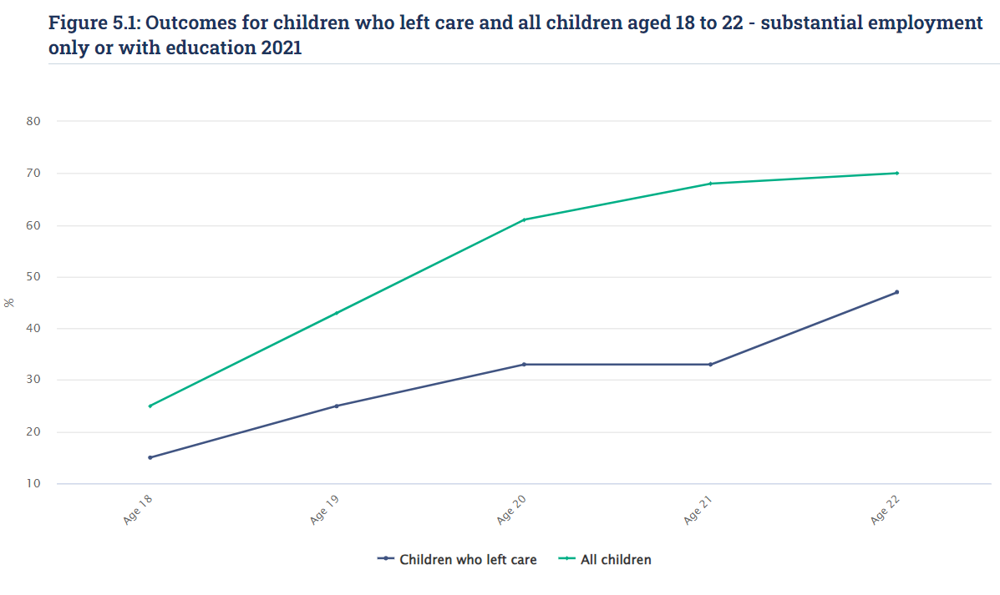 Figure 5.1: Outcomes for children who left care and all children aged 18 to 22 - substantial employment
only or with education 2021
80
70
60
50
%
40
30
20
10
Age 18
Age 19
Age 20
Age 21
Age 22
Children who left care
All children